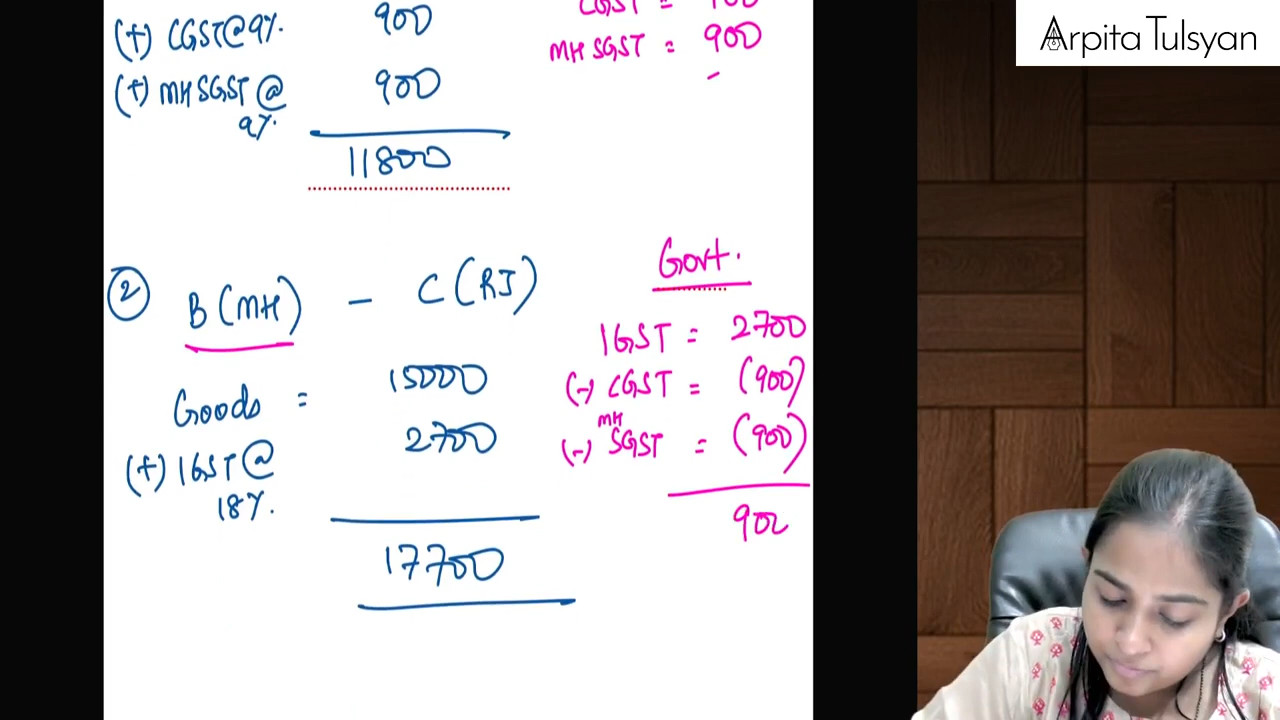 Arpita Tulsyan
(+) CGST@9%. 900
(+) MH SGST @ 900
9%.
11800
CGST =
MH SGST = 900
② B (MH) - C (RJ)
Goods = 15000
(+) IGST@ 2700
18%.
17700
Govt.
IGST = 2700
(-) CGST = (900)
MH
(-) SGST = (900)
900